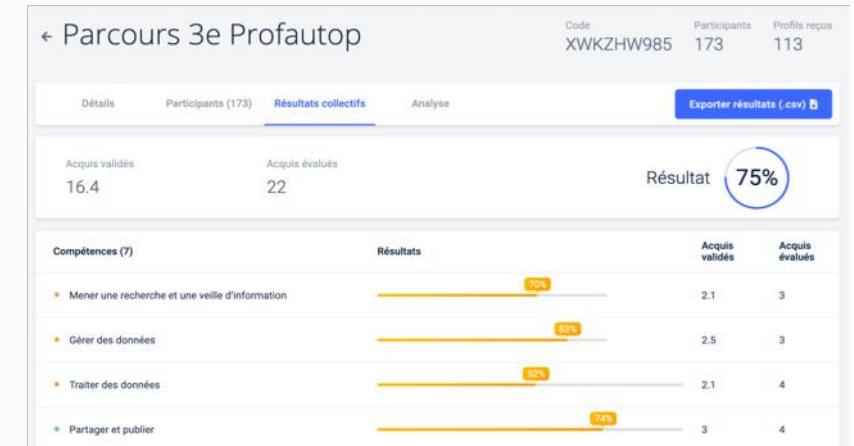 ← Parcours 3e Profautop
Code Participants Profils reçus
XWKZHW985 173 113
Détails Participants (173) Résultats collectifs Analyse Exporter résultats (.csv)
Acquis validés Acquis évalués
16.4 22 Résultat 75%
Compétences (7) Résultats Acquis validés Acquis évalués
Mener une recherche et une veille d'information 70% 2.1 3
Gérer des données 83% 2.5 3
Traiter des données 52% 2.1 4
Partager et publier 74% 3 4